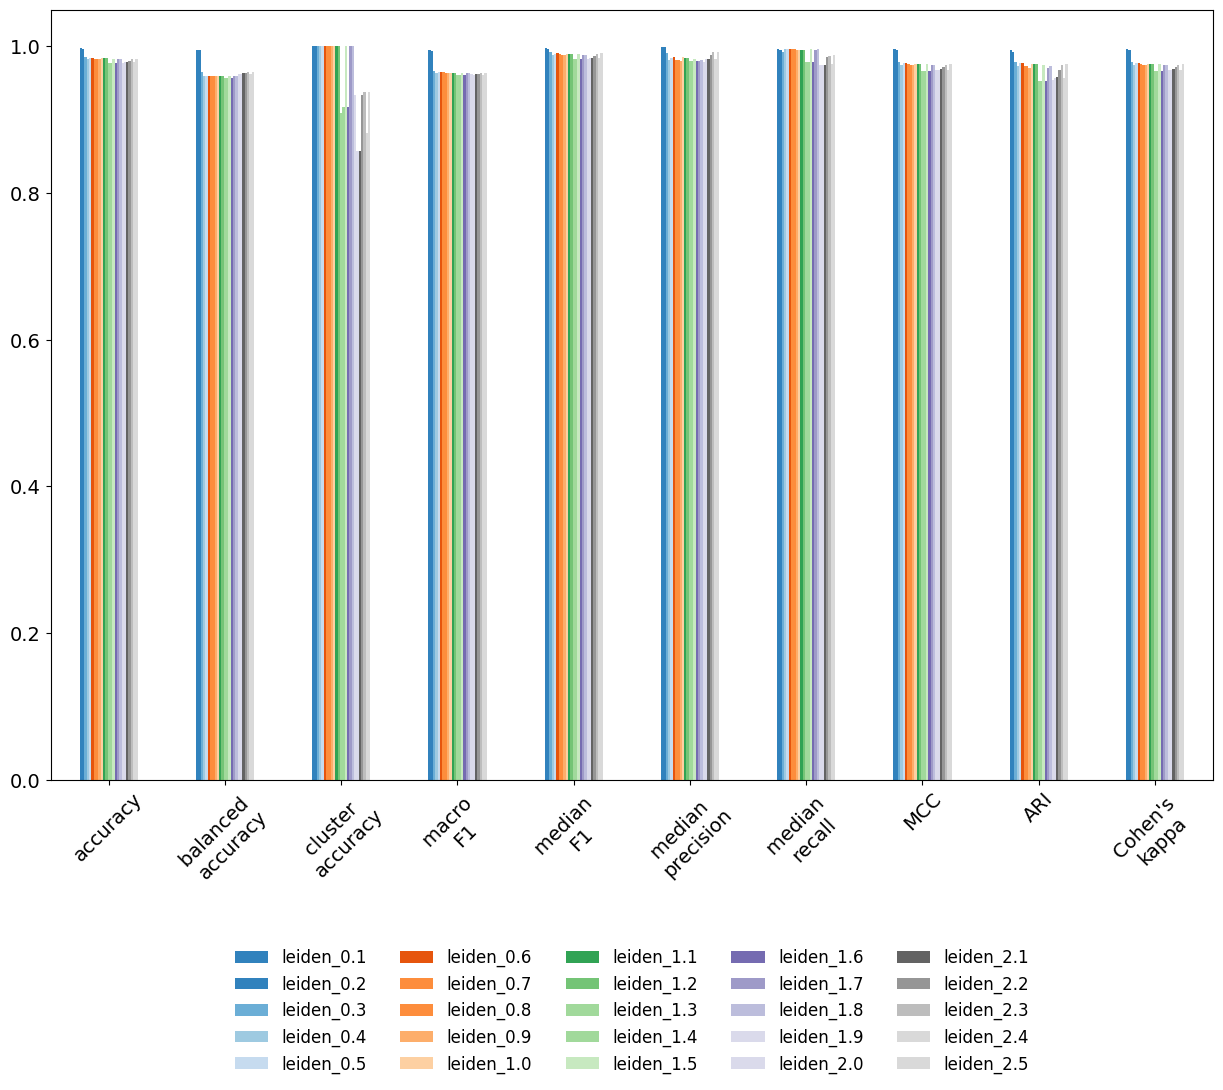 1.0
0.8
0.6
0.4
0.2
0.0
accuracy
balanced
accuracy
cluster
accuracy
macro
F1
median
F1
median
precision
median
recall
MCC
ARI
Cohen's
kappa
leiden_0.1
leiden_0.2
leiden_0.3
leiden_0.4
leiden_0.5
leiden_0.6
leiden_0.7
leiden_0.8
leiden_0.9
leiden_1.0
leiden_1.1
leiden_1.2
leiden_1.3
leiden_1.4
leiden_1.5
leiden_1.6
leiden_1.7
leiden_1.8
leiden_1.9
leiden_2.0
leiden_2.1
leiden_2.2
leiden_2.3
leiden_2.4
leiden_2.5